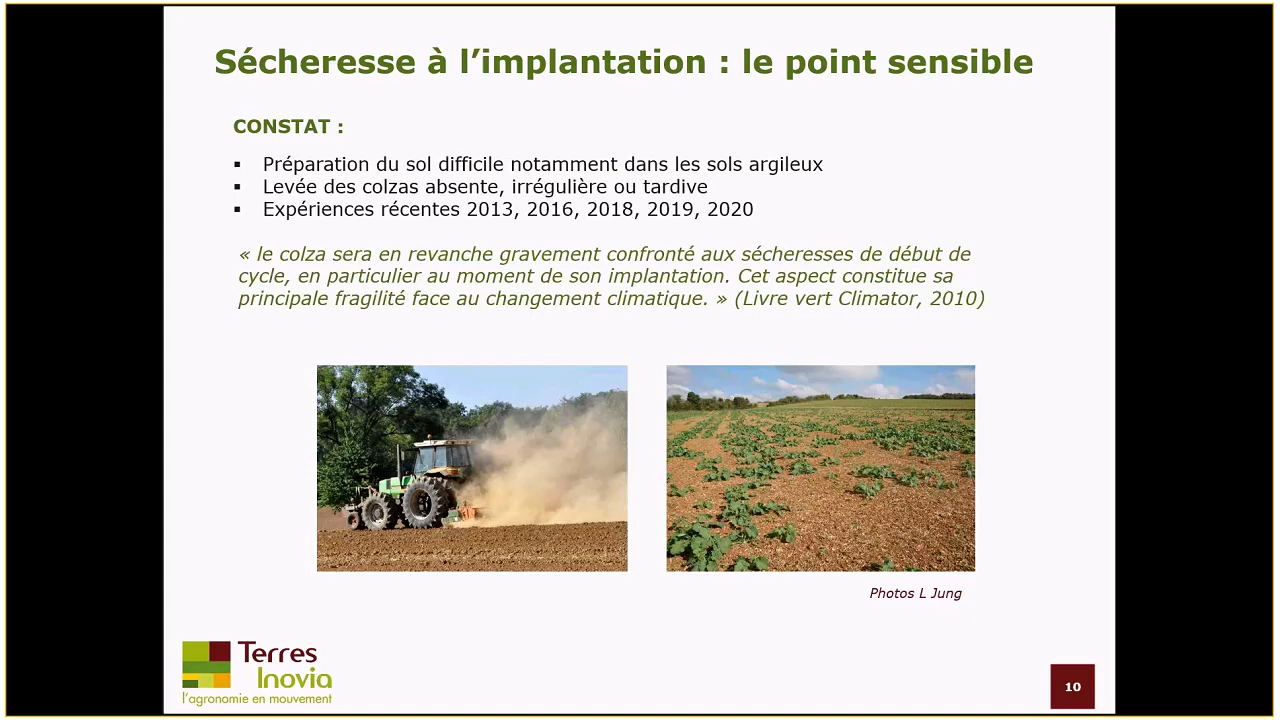 Sécheresse à l’implantation : le point sensible
CONSTAT :
▪ Préparation du sol difficile notamment dans les sols argileux
▪ Levée des colzas absente, irrégulière ou tardive
▪ Expériences récentes 2013, 2016, 2018, 2019, 2020
« le colza sera en revanche gravement confronté aux sécheresses de début de
cycle, en particulier au moment de son implantation. Cet aspect constitue sa
principale fragilité face au changement climatique. » (Livre vert Climator, 2010)
Photos L Jung
Terres
Inovia
l’agronomie en mouvement
10